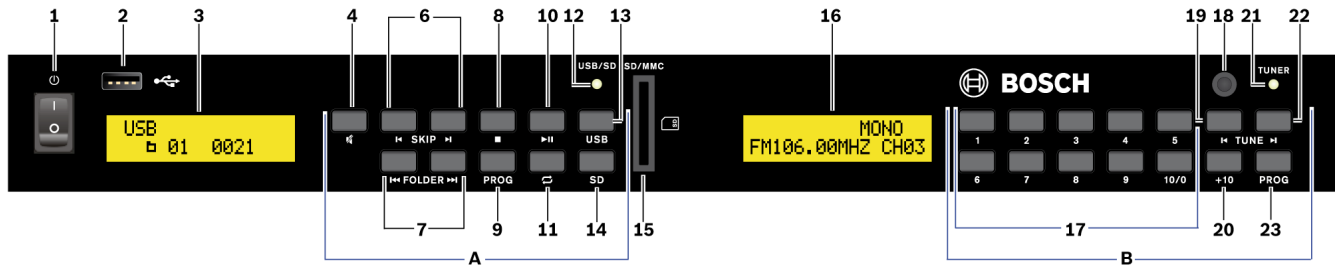 1 2 3 4 6 8 10 12 13 16 19 18 21 22
USB/SD SD/MMC TUNER
BOSCH
USB
01 0021
MONO
FM106.00MHZ CH03
SKIP USB SD
1 2 3 4 5 TUNE
FOLDER PROG SD
6 7 8 9 10/0 +10 PROG
7 9 11 14 15 17 20 23
A B